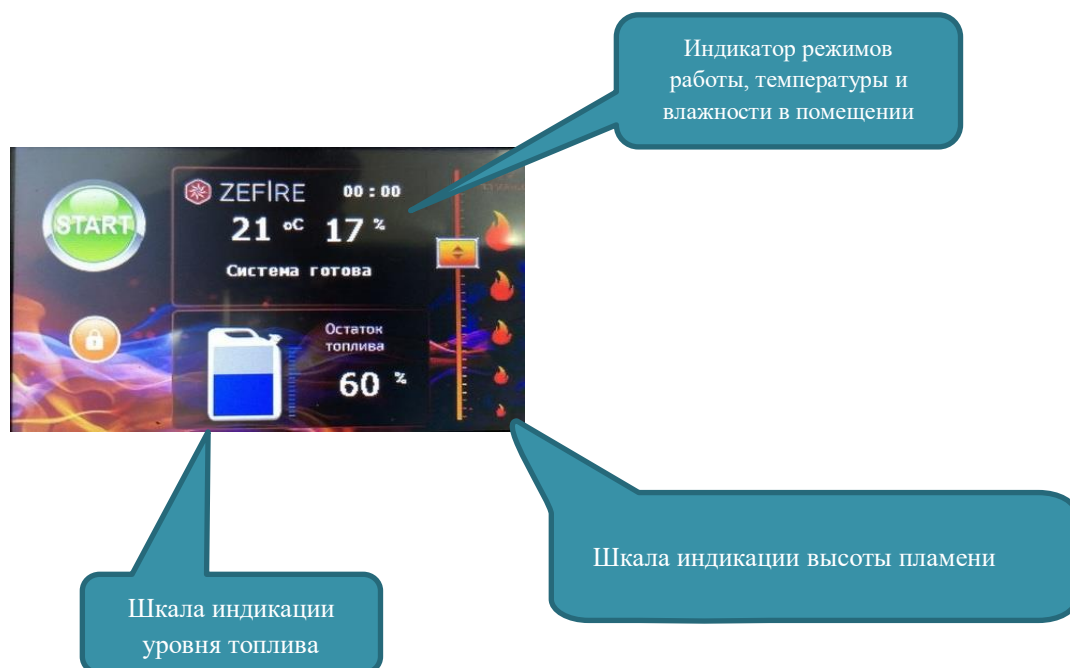 Индикатор режимов
работы, температуры и
влажности в помещении
START
ZEFIRE 00:00
21 °C 17 %
Система готова
Остаток
топлива
60 %
Шкала индикации высоты пламени
Шкала индикации
уровня топлива